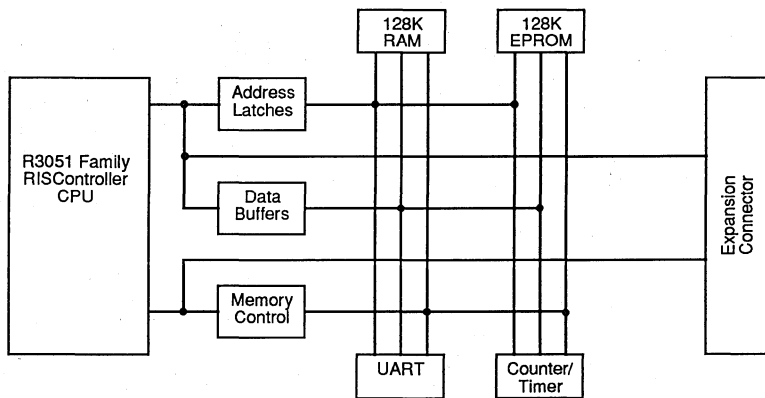 128K
RAM
128K
EPROM
Address
Latches
R3051 Family
RISController
CPU
Data
Buffers
Expansion
Connector
Memory
Control
UART
Counter/
Timer